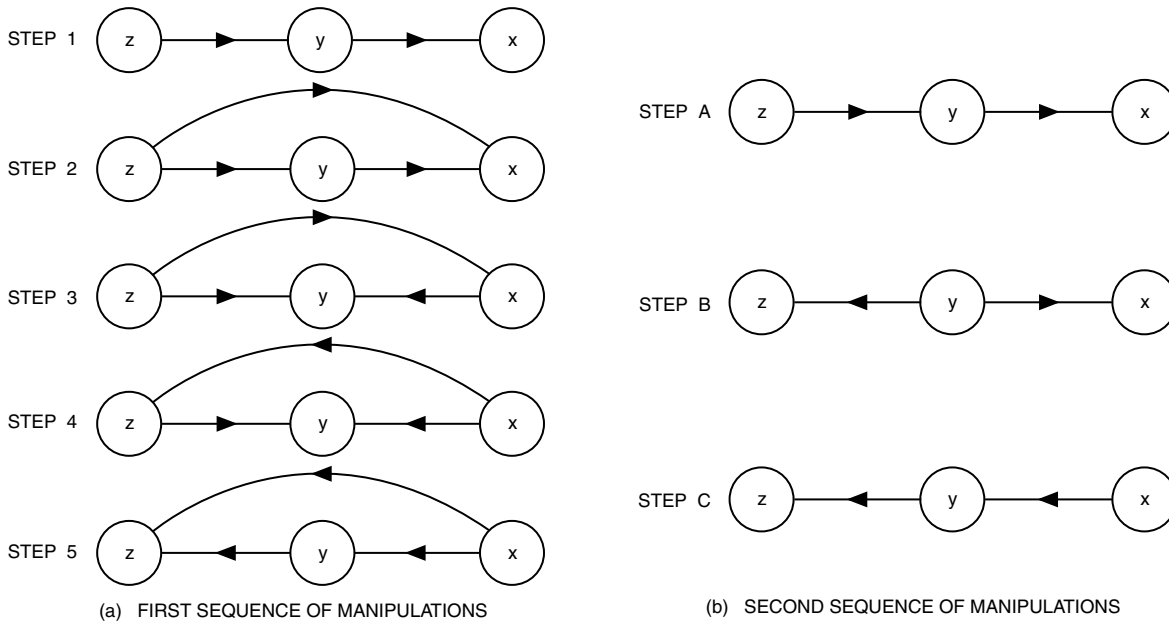 STEP 1 z y x
STEP 2 z y x
STEP 3 z y x
STEP 4 z y x
STEP 5 z y x
(a) FIRST SEQUENCE OF MANIPULATIONS
STEP A z y x
STEP B z y x
STEP C z y x
(b) SECOND SEQUENCE OF MANIPULATIONS